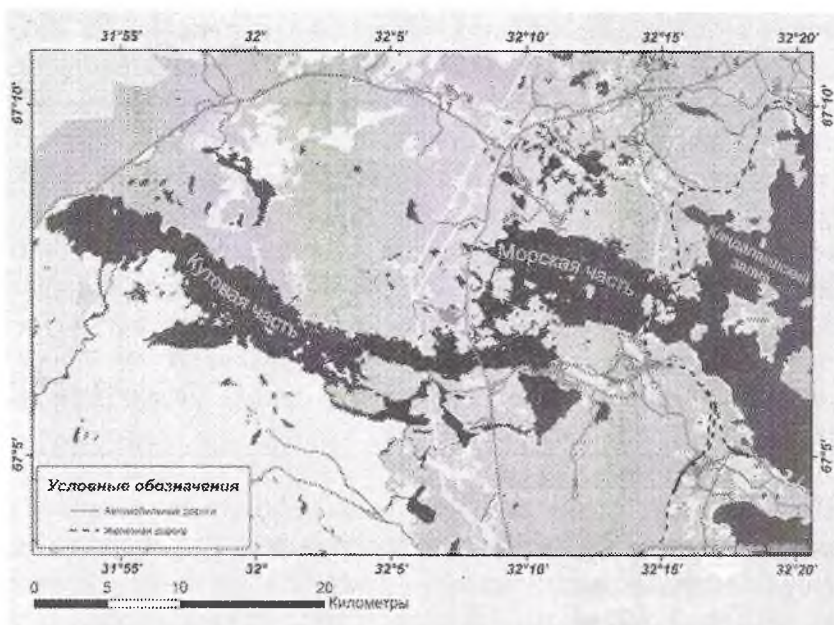 31°55' 32° 32°5' 32°10' 32°15' 32°20'
67°10'
67°10'
Кутовая часть
Морская часть
Кандалакшский
залив
67°5'
67°5'
Условные обозначения
Автомобильные дороги
Железная дорога
31°55' 32° 32°5' 32°10' 32°15' 32°20'
0 5 10 20
Километры